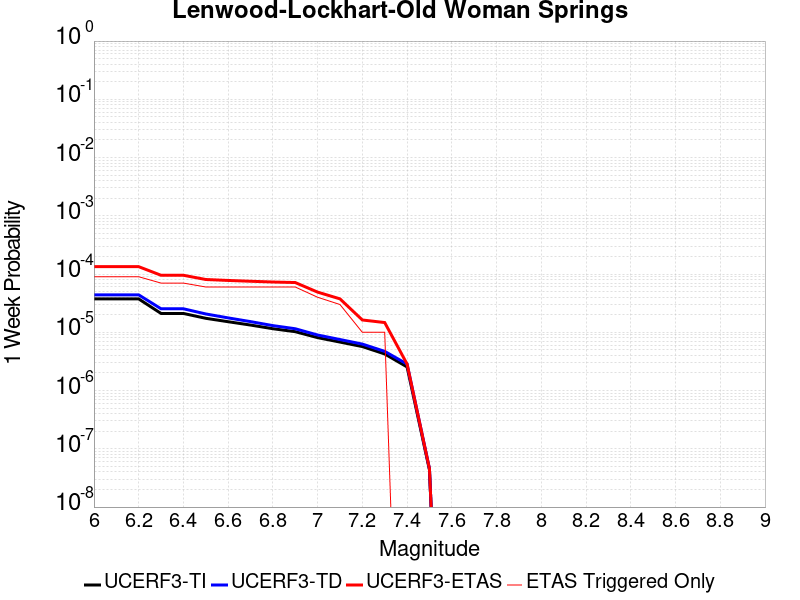 Lenwood-Lockhart-Old Woman Springs
1 Week Probability
10^0
10^-1
10^-2
10^-3
10^-4
10^-5
10^-6
10^-7
10^-8
6 6.2 6.4 6.6 6.8 7 7.2 7.4 7.6 7.8 8 8.2 8.4 8.6 8.8 9
Magnitude
UCERF3-TI UCERF3-TD UCERF3-ETAS ETAS Triggered Only